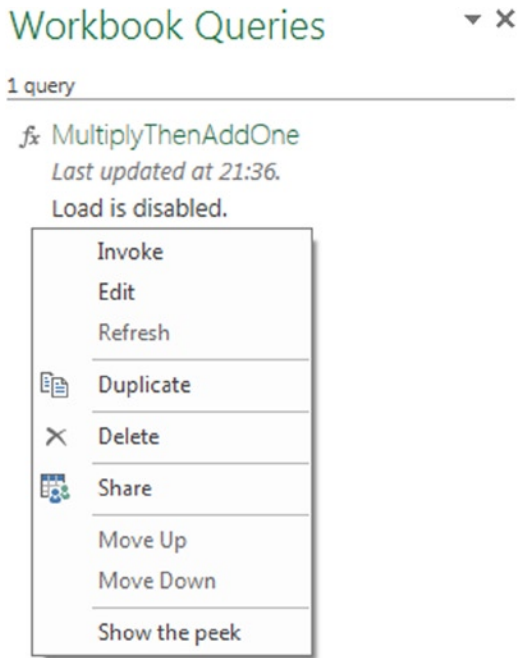 Workbook Queries
1 query
fx MultiplyThenAddOne
Last updated at 21:36.
Load is disabled.
Invoke
Edit
Refresh
Duplicate
Delete
Share
Move Up
Move Down
Show the peek